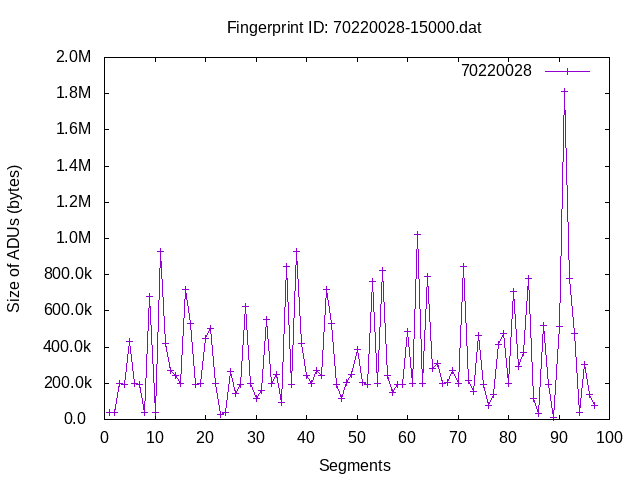 Fingerprint ID: 70220028-15000.dat
70220028
2.0M
1.8M
1.6M
1.4M
1.2M
1.0M
800.0k
600.0k
400.0k
200.0k
0.0
Size of ADUs (bytes)
0 10 20 30 40 50 60 70 80 90 100
Segments